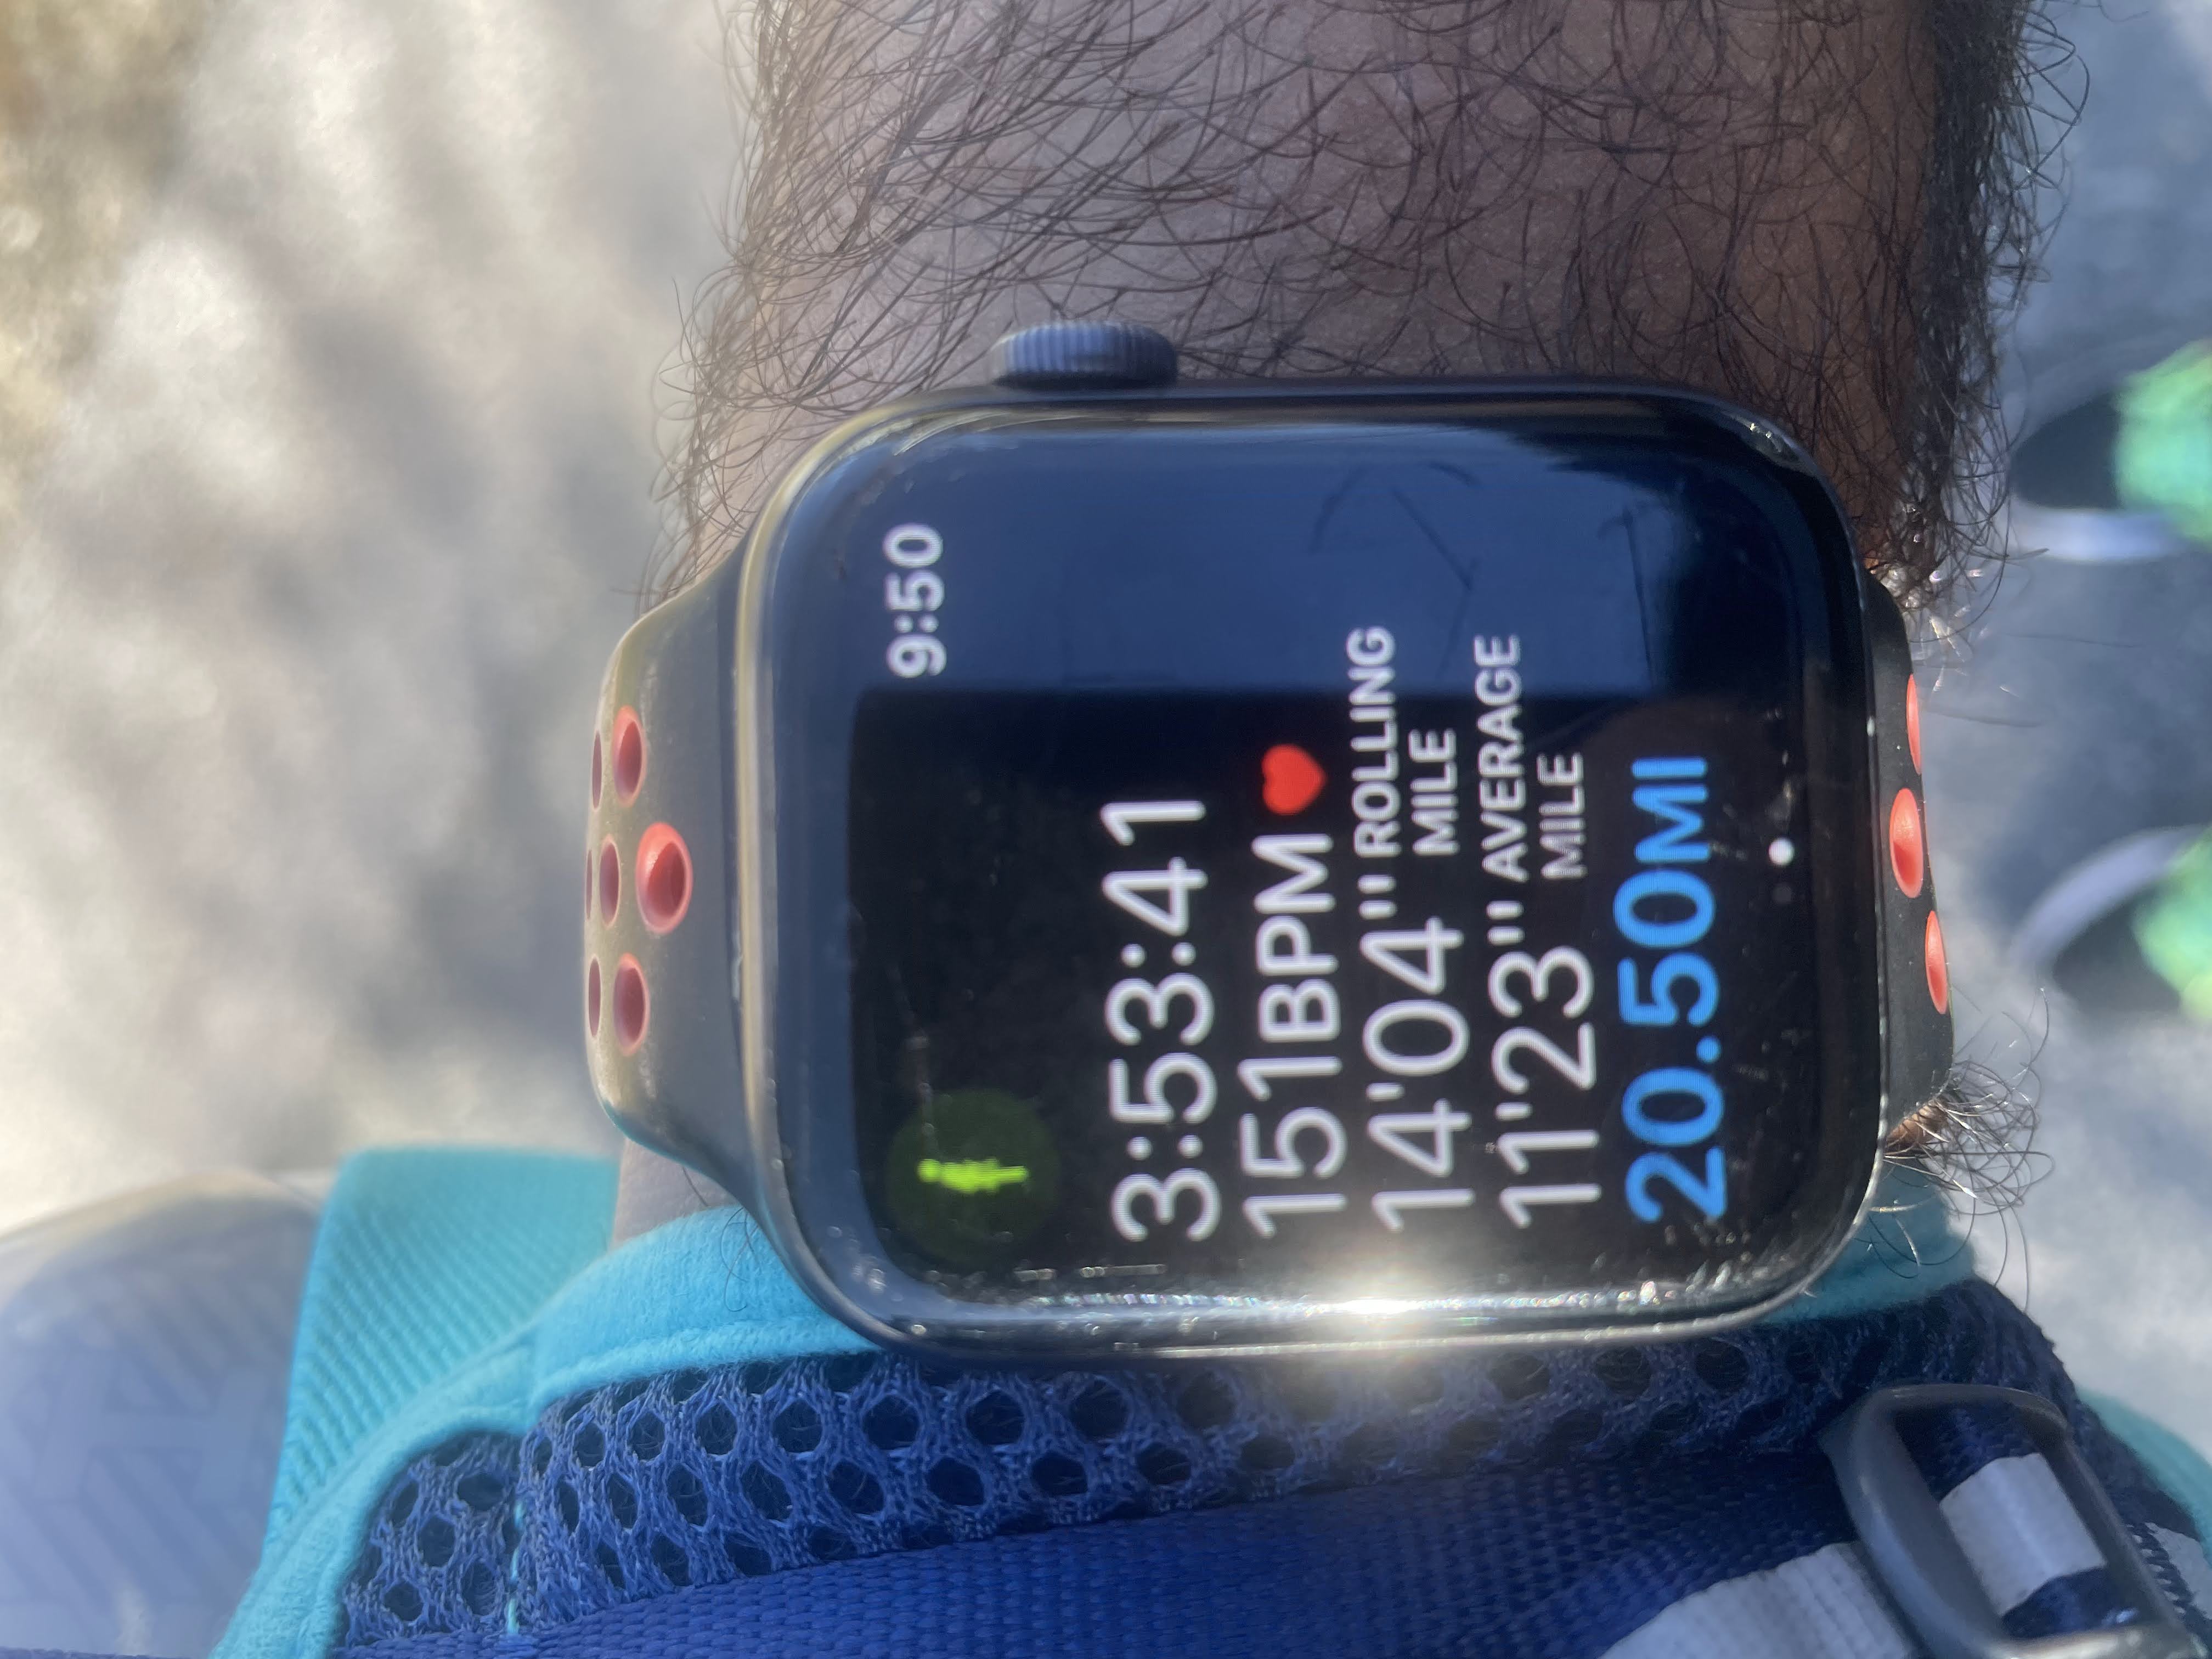 9:50
3:53:41
151BPM
14'04" ROLLING
MILE
11'23" AVERAGE
MILE
20.50MI